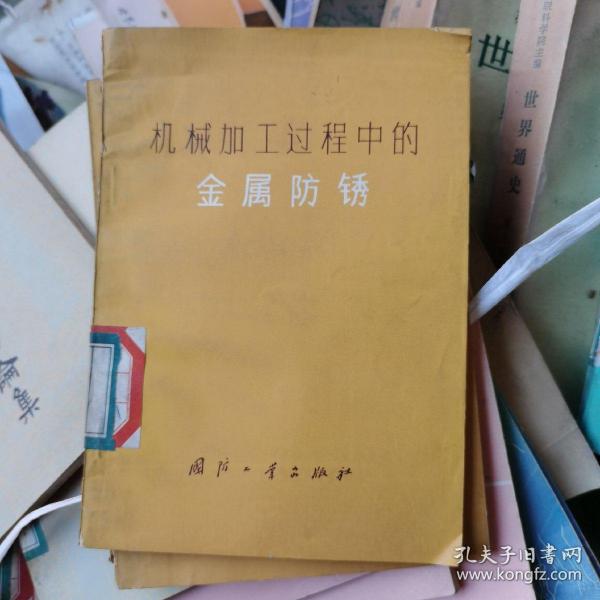 机械加工过程中的
金属防锈
国防工业出版社
世
世界通史
孔夫子旧书网
www.kongfz.com